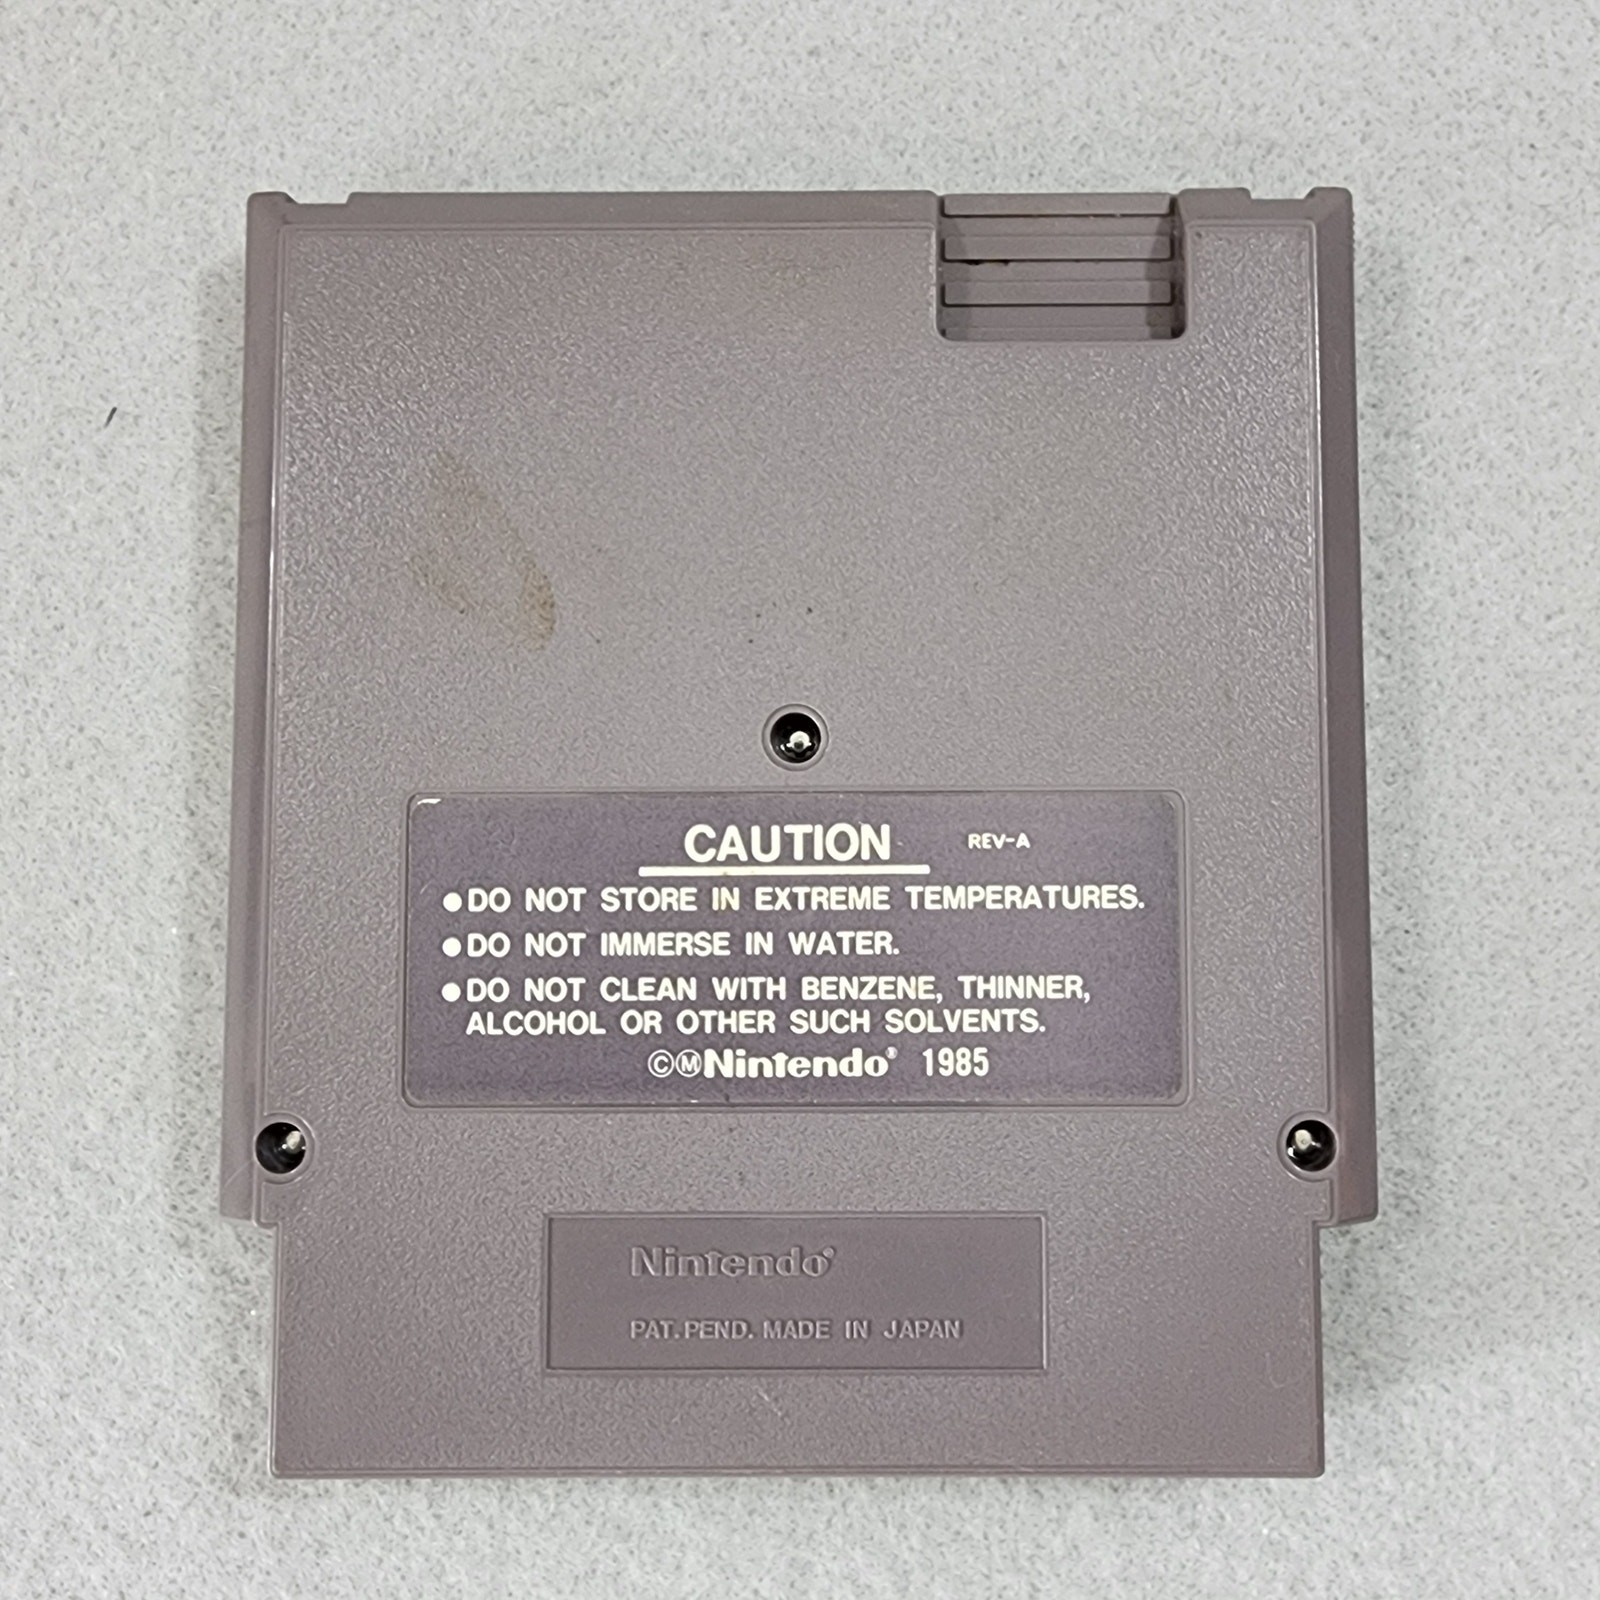 CAUTION REV-A
●DO NOT STORE IN EXTREME TEMPERATURES.
●DO NOT IMMERSE IN WATER.
●DO NOT CLEAN WITH BENZENE, THINNER,
ALCOHOL OR OTHER SUCH SOLVENTS.
©ⓂNintendo® 1985
Nintendo®
PAT. PEND. MADE IN JAPAN